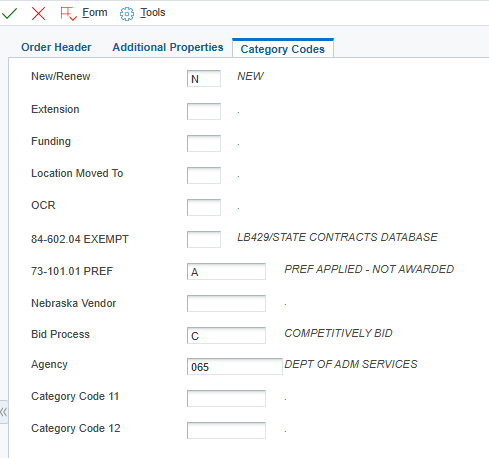 Form Tools
Order Header Additional Properties Category Codes
New/Renew N NEW
Extension .
Funding .
Location Moved To .
OCR .
84-602.04 EXEMPT LB429/STATE CONTRACTS DATABASE
73-101.01 PREF A PREF APPLIED - NOT AWARDED
Nebraska Vendor .
Bid Process C COMPETITIVELY BID
Agency 065 DEPT OF ADM SERVICES
Category Code 11 .
Category Code 12 .